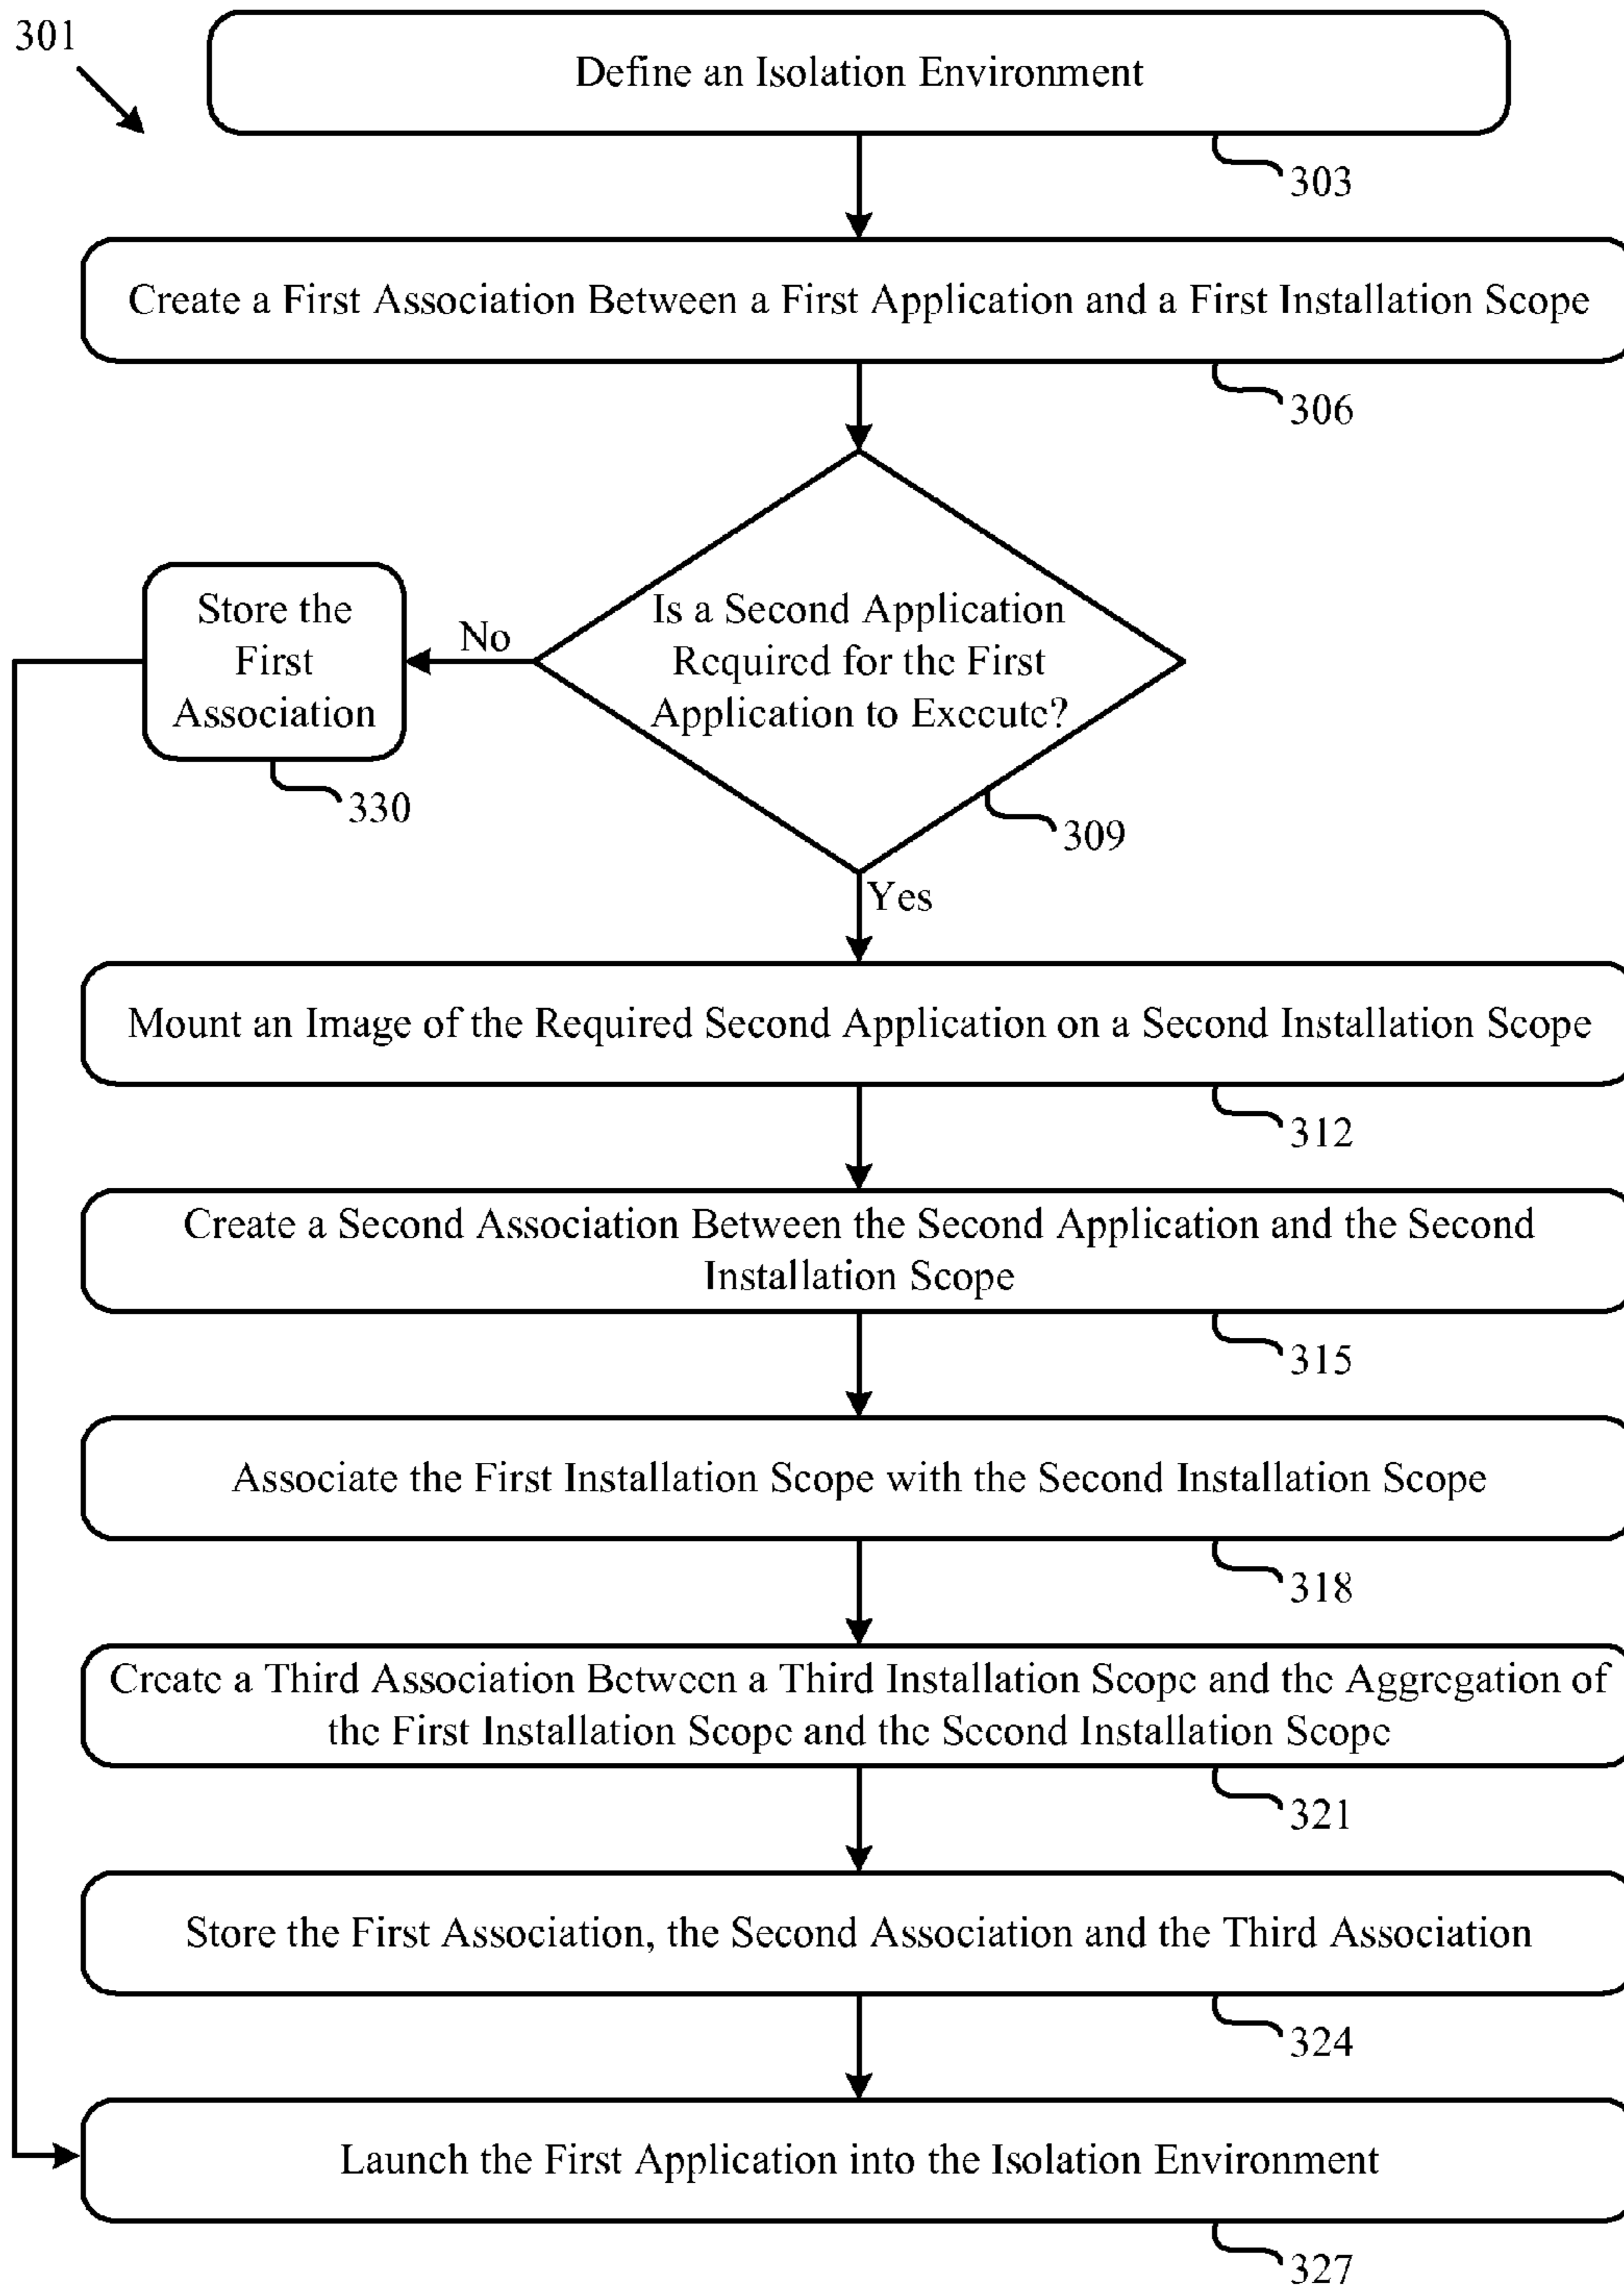 301
Define an Isolation Environment
303
Create a First Association Between a First Application and a First Installation Scope
306
Is a Second Application
Required for the First
Application to Execute?
309
No
Store the
First
Association
330
Yes
Mount an Image of the Required Second Application on a Second Installation Scope
312
Create a Second Association Between the Second Application and the Second
Installation Scope
315
Associate the First Installation Scope with the Second Installation Scope
318
Create a Third Association Between a Third Installation Scope and the Aggregation of
the First Installation Scope and the Second Installation Scope
321
Store the First Association, the Second Association and the Third Association
324
Launch the First Application into the Isolation Environment
327